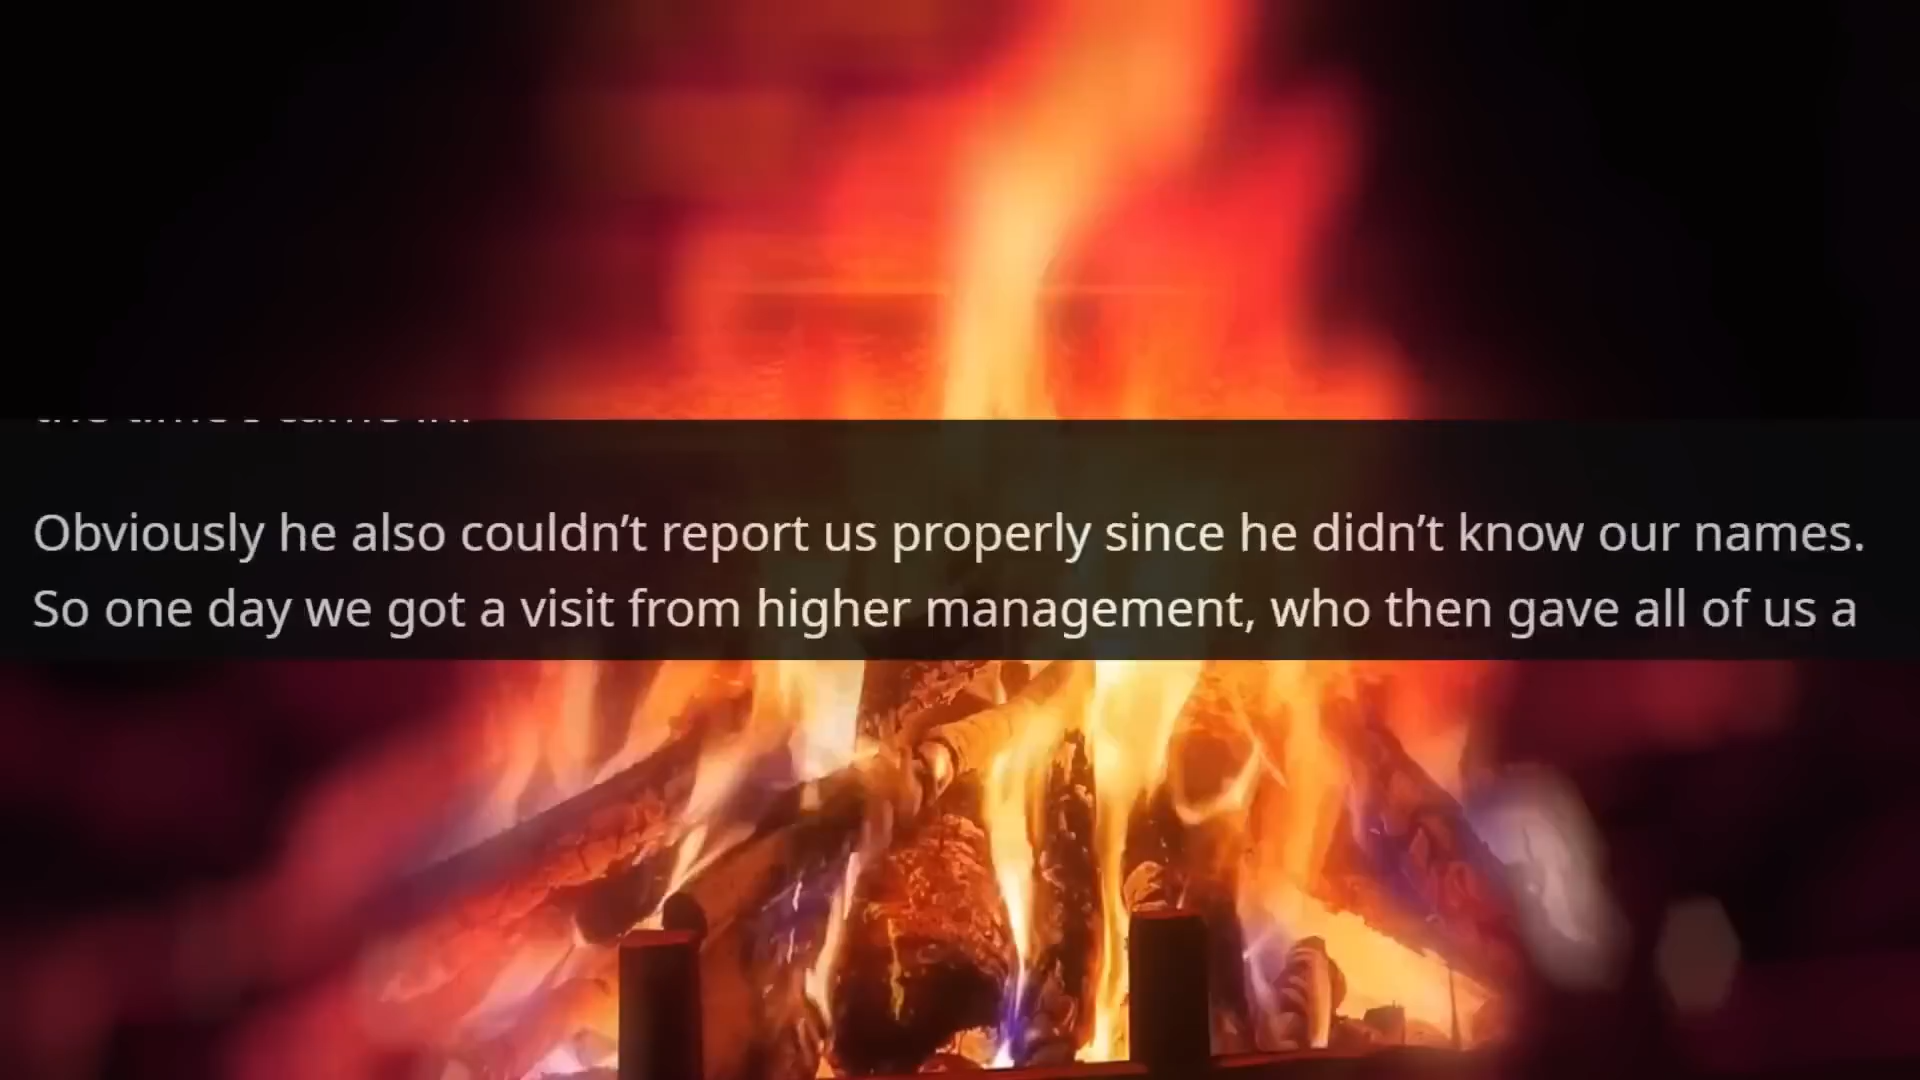 Obviously he also couldn’t report us properly since he didn’t know our names.
So one day we got a visit from higher management, who then gave all of us a